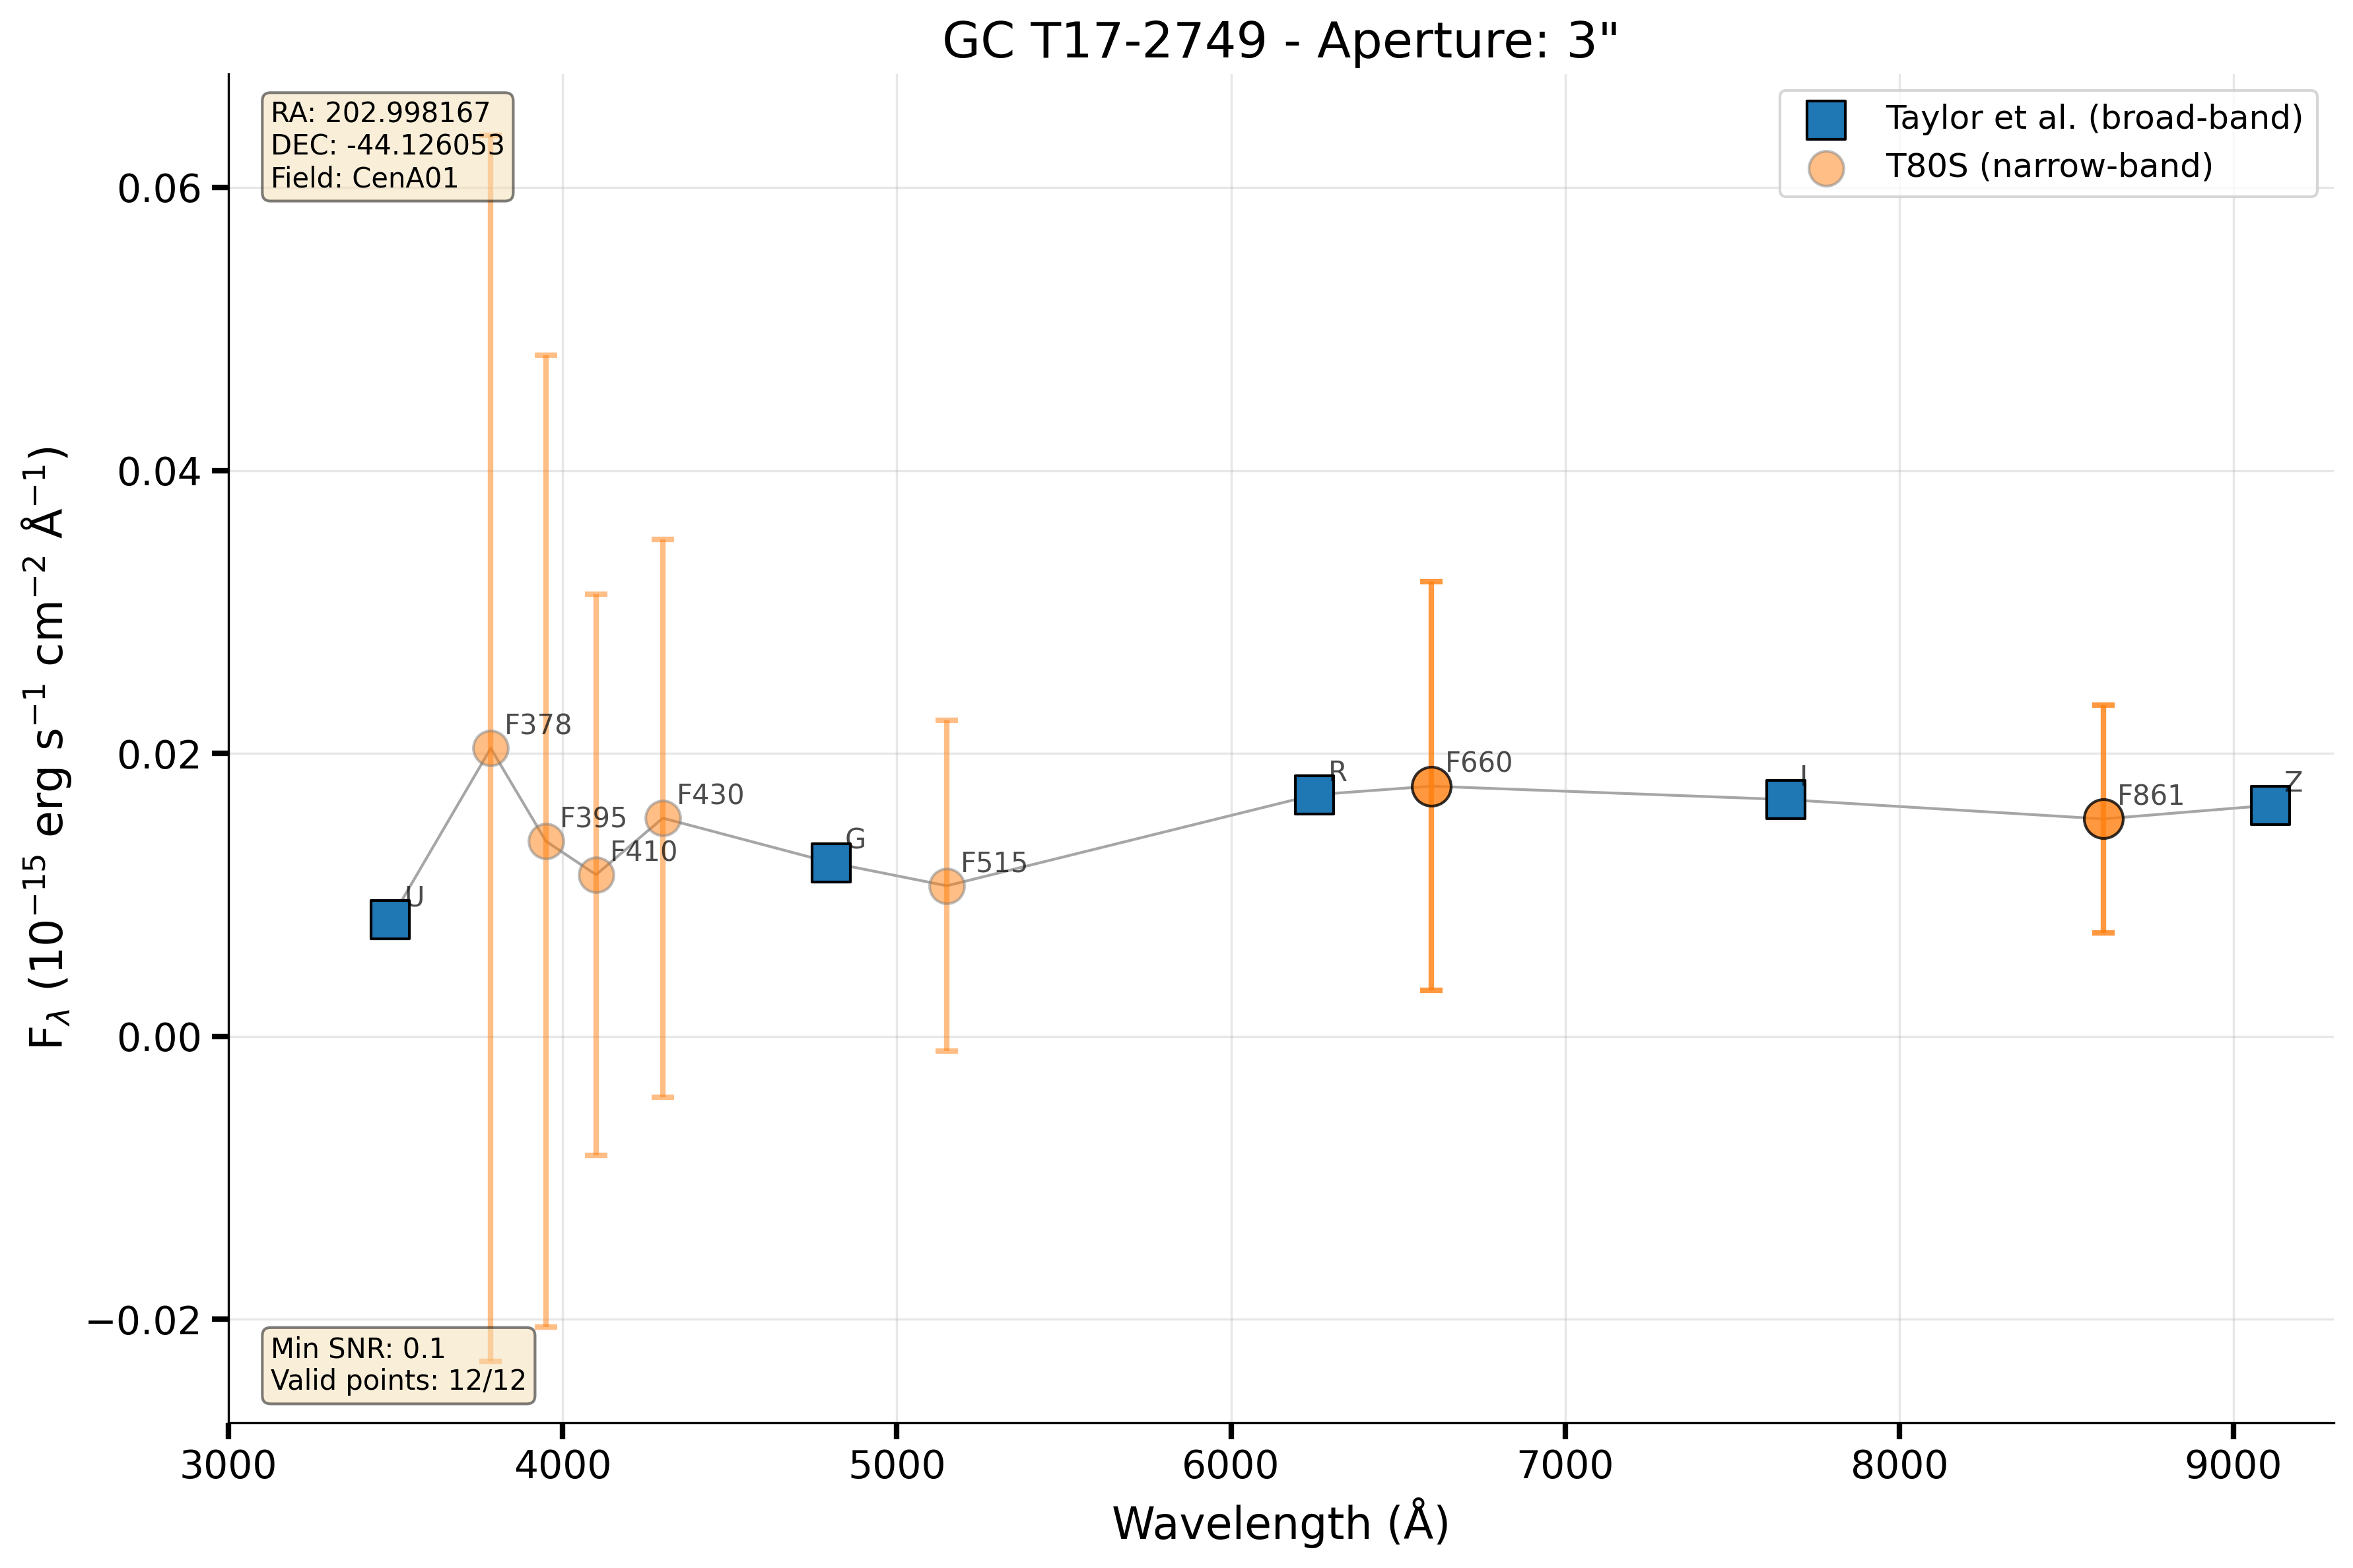 GC T17-2749 - Aperture: 3"
RA: 202.998167
DEC: -44.126053
Field: CenA01
Taylor et al. (broad-band)
T80S (narrow-band)
0.06
0.04
0.02
0.00
−0.02
F_λ (10⁻¹⁵ erg s⁻¹ cm⁻² Å⁻¹)
U
F378
F395
F410
F430
G
F515
R
F660
I
F861
Z
Min SNR: 0.1
Valid points: 12/12
3000 4000 5000 6000 7000 8000 9000
Wavelength (Å)